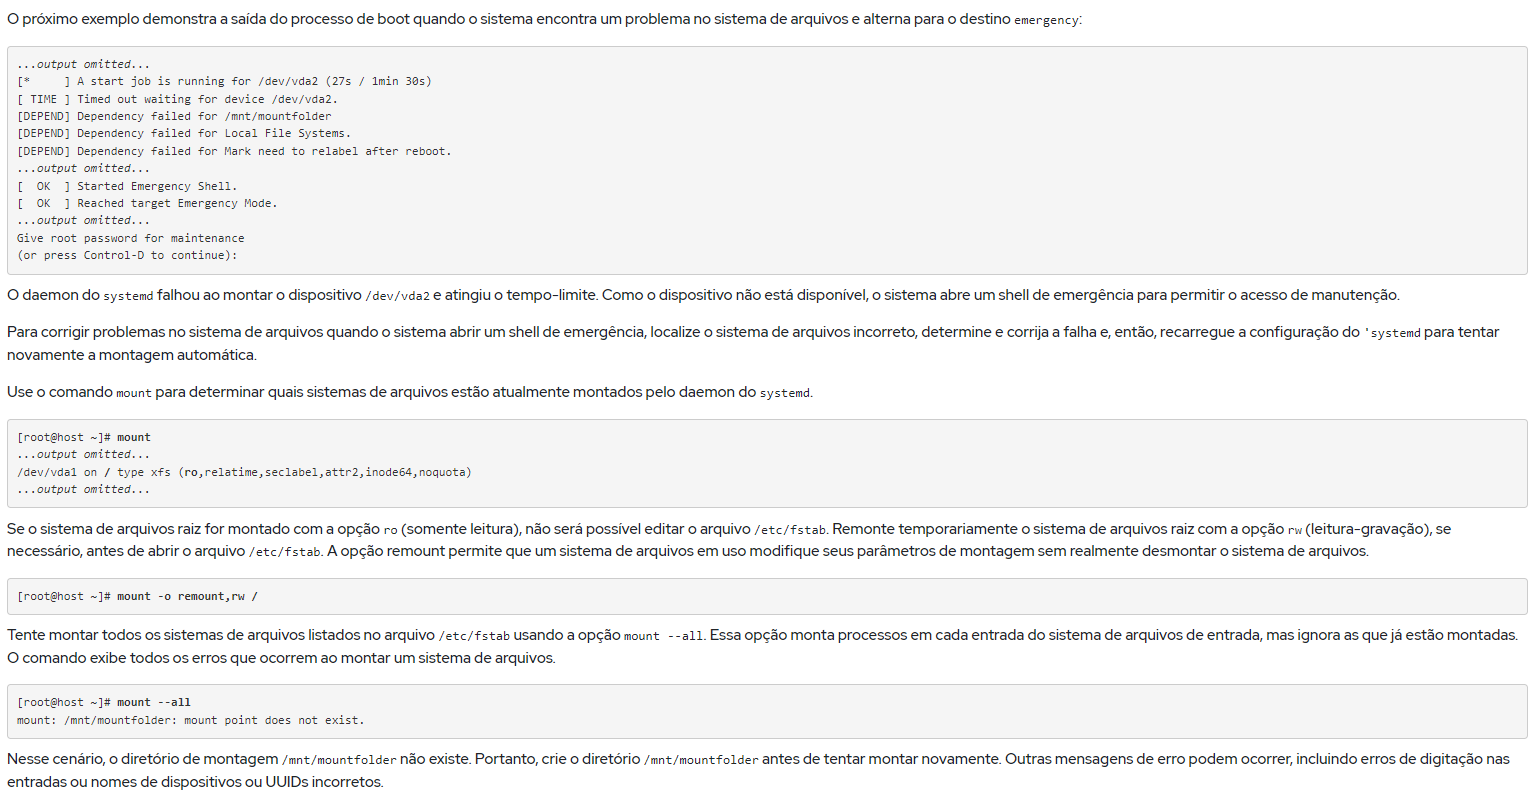 O próximo exemplo demonstra a saída do processo de boot quando o sistema encontra um problema no sistema de arquivos e alterna para o destino emergency:
...output omitted...
[*     ] A start job is running for /dev/vda2 (27s / 1min 30s)
[ TIME ] Timed out waiting for device /dev/vda2.
[DEPEND] Dependency failed for /mnt/mountfolder
[DEPEND] Dependency failed for Local File Systems.
[DEPEND] Dependency failed for Mark need to relabel after reboot.
...output omitted...
[  OK  ] Started Emergency Shell.
[  OK  ] Reached target Emergency Mode.
...output omitted...
Give root password for maintenance
(or press Control-D to continue):
O daemon do systemd falhou ao montar o dispositivo /dev/vda2 e atingiu o tempo-limite. Como o dispositivo não está disponível, o sistema abre um shell de emergência para permitir o acesso de manutenção.
Para corrigir problemas no sistema de arquivos quando o sistema abrir um shell de emergência, localize o sistema de arquivos incorreto, determine e corrija a falha e, então, recarregue a configuração do 'systemd para tentar
novamente a montagem automática.
Use o comando mount para determinar quais sistemas de arquivos estão atualmente montados pelo daemon do systemd.
[root@host ~]# mount
...output omitted...
/dev/vda1 on / type xfs (ro,relatime,seclabel,attr2,inode64,noquota)
...output omitted...
Se o sistema de arquivos raiz for montado com a opção ro (somente leitura), não será possível editar o arquivo /etc/fstab. Remonte temporariamente o sistema de arquivos raiz com a opção rw (leitura-gravação), se
necessário, antes de abrir o arquivo /etc/fstab. A opção remount permite que um sistema de arquivos em uso modifique seus parâmetros de montagem sem realmente desmontar o sistema de arquivos.
[root@host ~]# mount -o remount,rw /
Tente montar todos os sistemas de arquivos listados no arquivo /etc/fstab usando a opção mount --all. Essa opção monta processos em cada entrada do sistema de arquivos de entrada, mas ignora as que já estão montadas.
O comando exibe todos os erros que ocorrem ao montar um sistema de arquivos.
[root@host ~]# mount --all
mount: /mnt/mountfolder: mount point does not exist.
Nesse cenário, o diretório de montagem /mnt/mountfolder não existe. Portanto, crie o diretório /mnt/mountfolder antes de tentar montar novamente. Outras mensagens de erro podem ocorrer, incluindo erros de digitação nas
entradas ou nomes de dispositivos ou UUIDs incorretos.